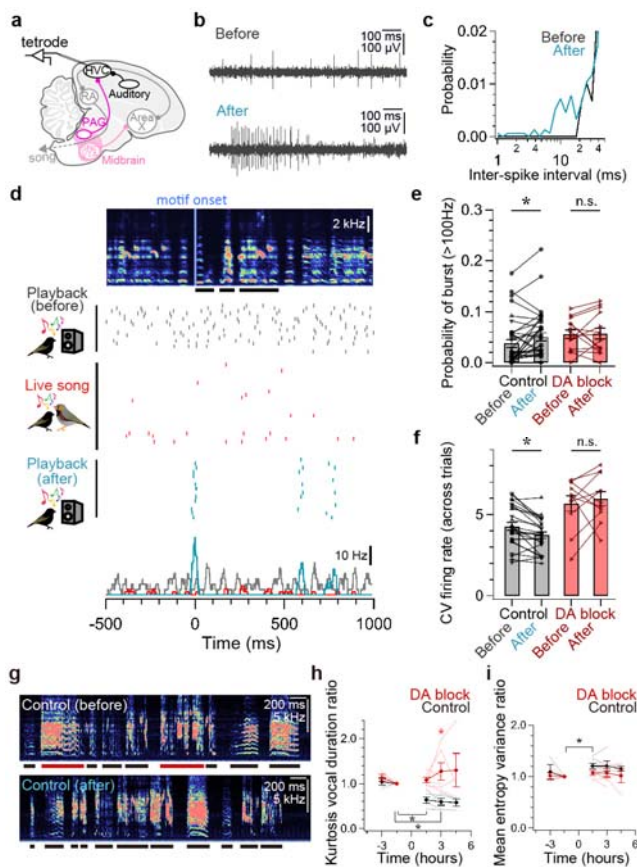 a
tetrode
HVC
RA
Auditory
PAG
Area
X
song
Midbrain
b
Before
100 ms
100 µV
After
100 ms
100 µV
c
Before
After
Probability
0.02
0.01
0.00
1
2
4
10
2
4
Inter-spike interval (ms)
d
motif onset
2 kHz
Playback
(before)
Live song
Playback
(after)
10 Hz
-500
0
500
1000
Time (ms)
e
*
n.s.
Probability of burst (>100Hz)
0.3
0.2
0.1
0.0
Control
DA block
Before
After
Before
After
f
*
n.s.
CV firing rate (across trials)
8
6
4
2
0
Control
DA block
Before
After
Before
After
g
Control (before)
200 ms
5 kHz
Control (after)
200 ms
5 kHz
h
DA block
Control
Kurtosis vocal duration ratio
2.0
1.0
0.0
*
*
*
-3
0
3
6
Time (hours)
i
DA block
Control
Mean entropy variance ratio
2.0
1.0
0.0
*
-3
0
3
6
Time (hours)